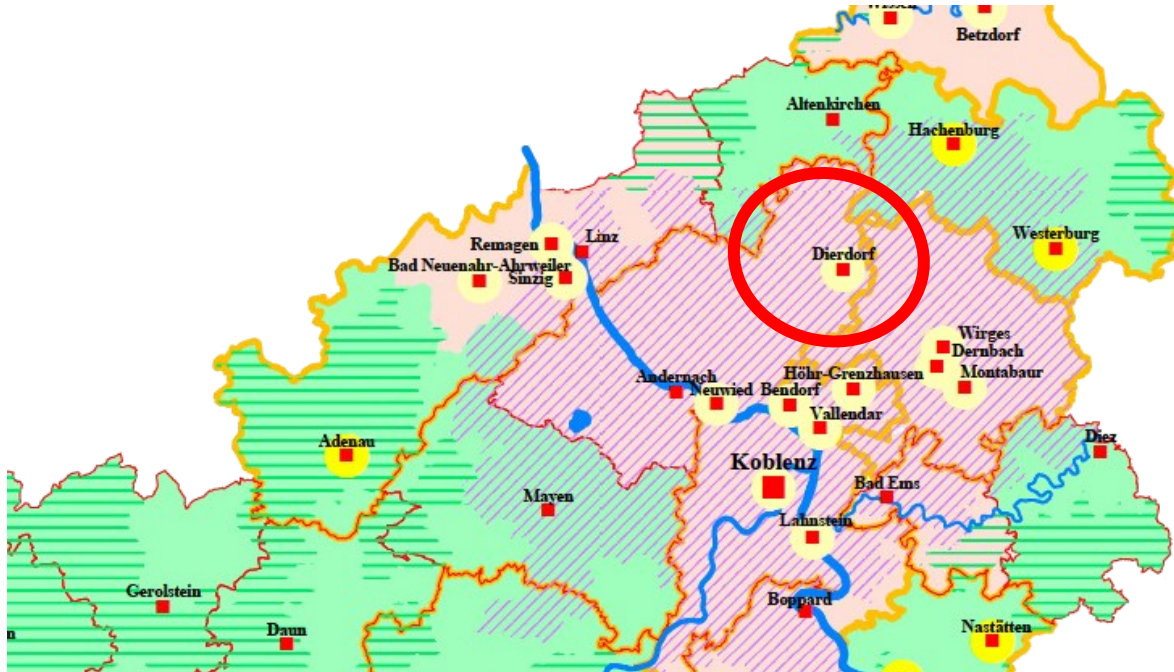 Wissen
Betzdorf
Altenkirchen
Hachenburg
Remagen
Linz
Bad Neuenahr-Ahrweiler
Sinzig
Dierdorf
Westerburg
Wirges
Dernbach
Höhr-Grenzhausen
Montabaur
Andernach
Neuwied
Bendorf
Vallendar
Adenau
Koblenz
Diez
Mayen
Bad Ems
Lahnstein
Gerolstein
Boppard
Daun
Nastätten
n